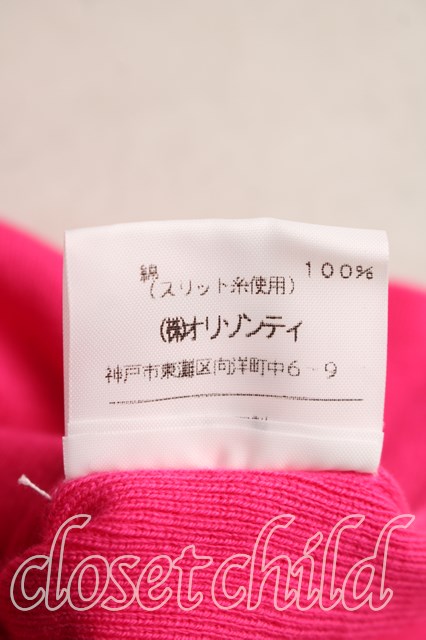 綿 100%
(スリット糸使用)
㈱オリゾンティ
神戸市東灘区向洋町中6-9
closet child